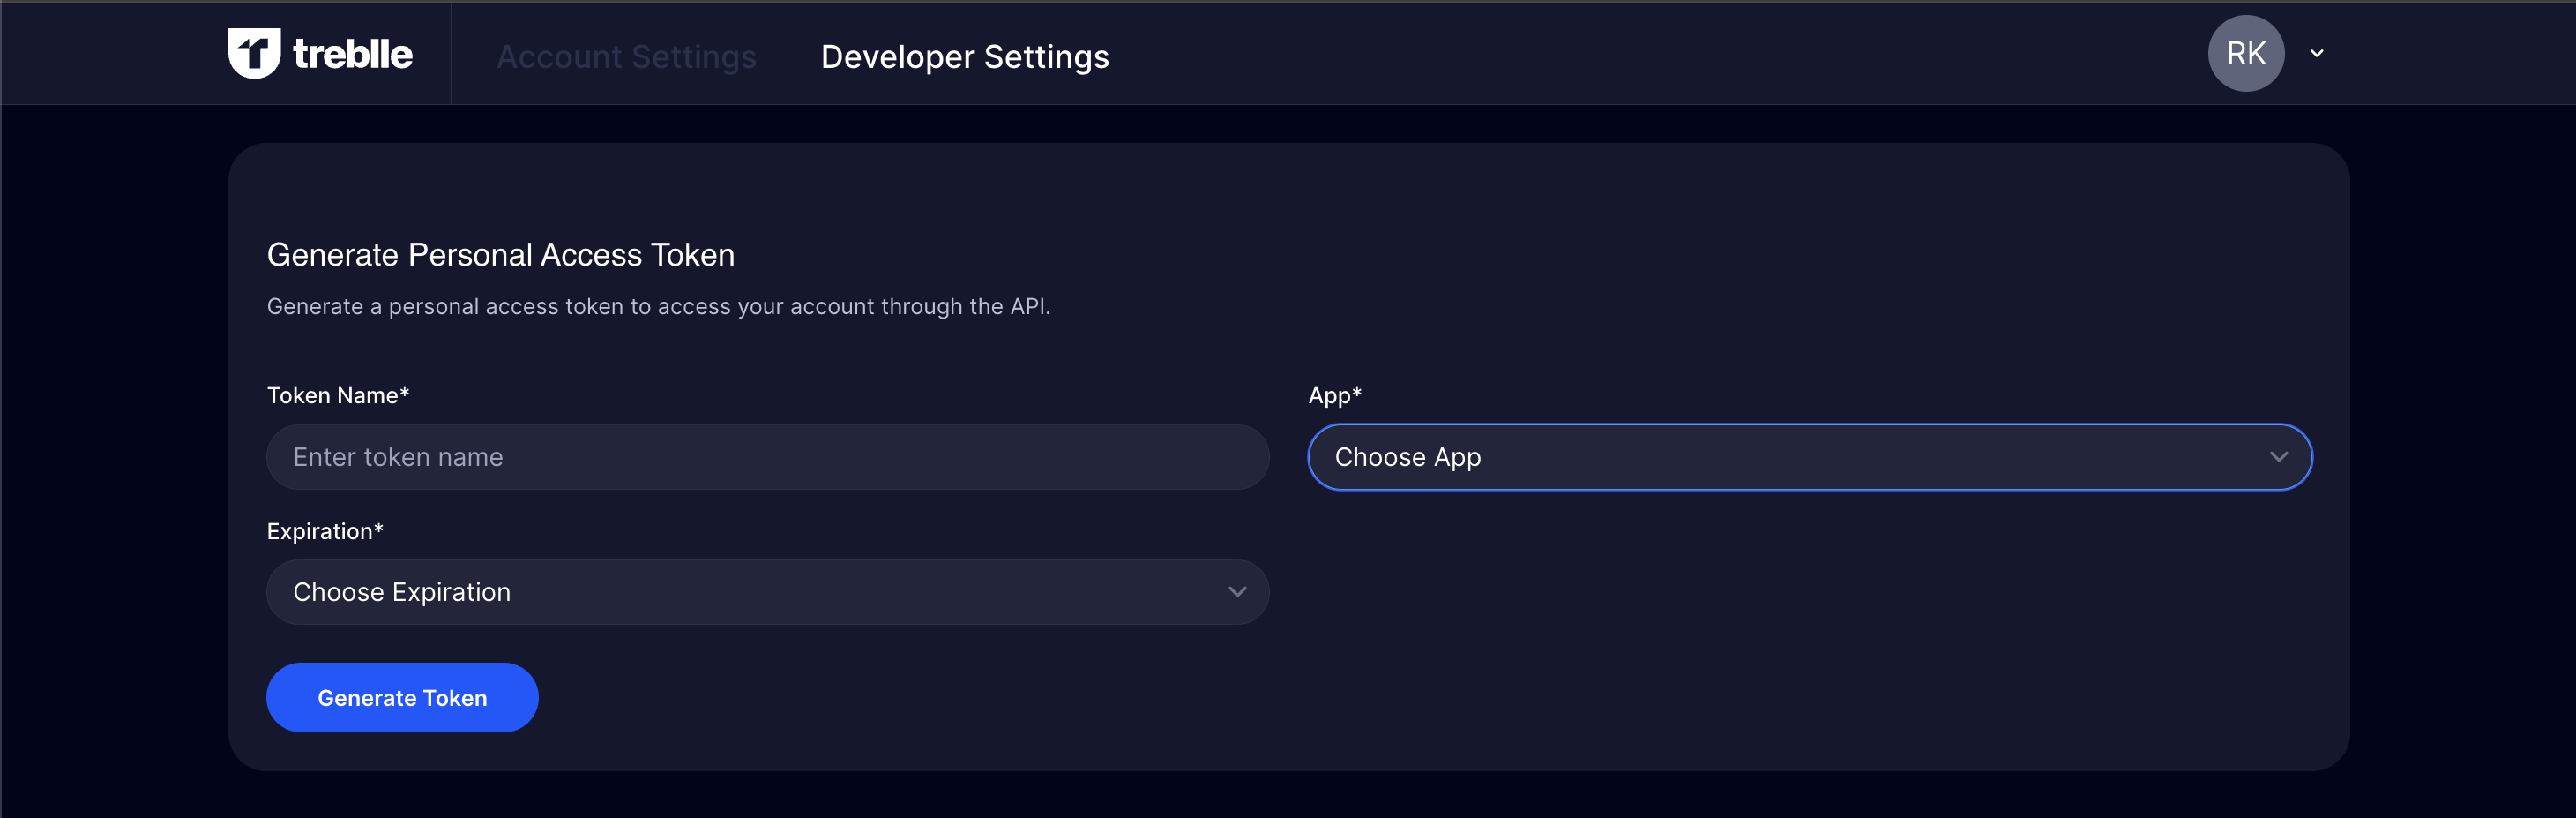 treblle
Account Settings
Developer Settings
RK
Generate Personal Access Token
Generate a personal access token to access your account through the API.
Token Name*
App*
Enter token name
Choose App
Expiration*
Choose Expiration
Generate Token